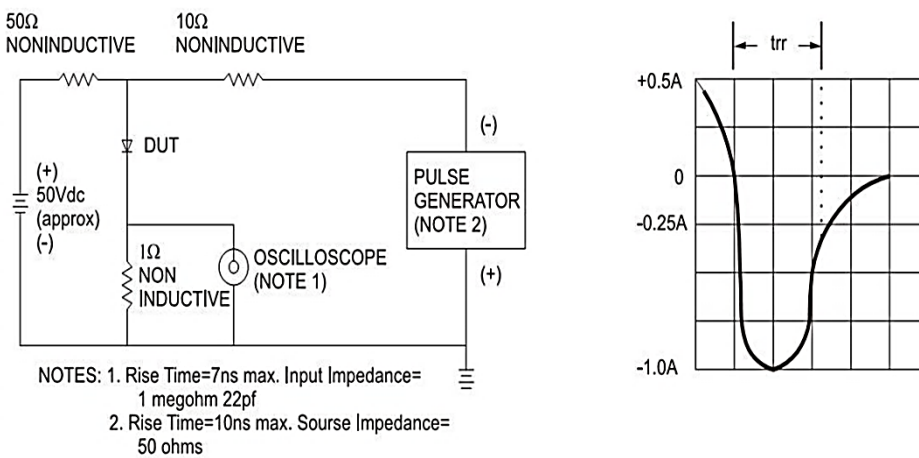 50Ω
NONINDUCTIVE
10Ω
NONINDUCTIVE
DUT
(+)
50Vdc
(approx)
(-)
1Ω
NON
INDUCTIVE
OSCILLOSCOPE
(NOTE 1)
(-)
PULSE
GENERATOR
(NOTE 2)
(+)
NOTES: 1. Rise Time=7ns max. Input Impedance=
1 megohm 22pf
2. Rise Time=10ns max. Sourse Impedance=
50 ohms
trr
+0.5A
0
-0.25A
-1.0A